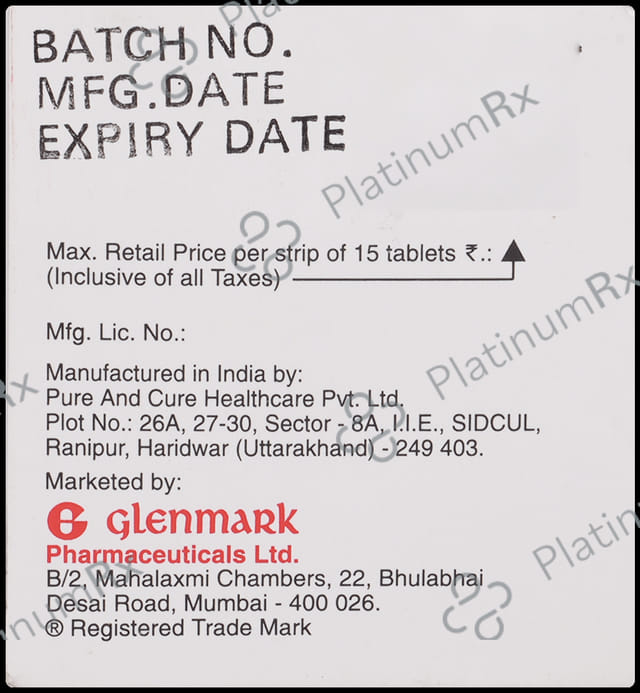 BATCH NO.
MFG.DATE
EXPIRY DATE
PlatinumRx
Max. Retail Price per strip of 15 tablets ₹.:
(Inclusive of all Taxes)
PlatinumRx
Mfg. Lic. No.:
Manufactured in India by:
Pure And Cure Healthcare Pvt. Ltd.
Plot No.: 26A, 27-30, Sector - 8A, I.I.E., SIDCUL,
Ranipur, Haridwar (Uttarakhand) - 249 403.
Marketed by:
G GLENMARK
Pharmaceuticals Ltd.
B/2, Mahalaxmi Chambers, 22, Bhulabhai
Desai Road, Mumbai - 400 026.
® Registered Trade Mark